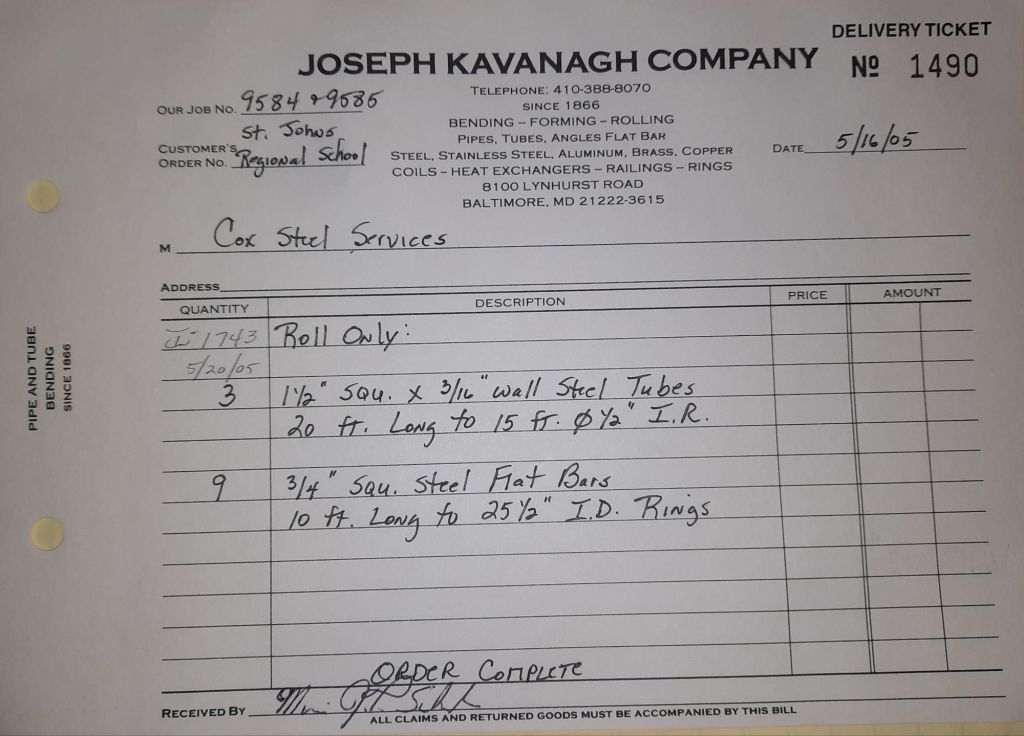 DELIVERY TICKET
JOSEPH KAVANAGH COMPANY
Nº 1490
TELEPHONE: 410-388-8070
SINCE 1866
BENDING – FORMING – ROLLING
PIPES, TUBES, ANGLES FLAT BAR
STEEL, STAINLESS STEEL, ALUMINUM, BRASS, COPPER
COILS – HEAT EXCHANGERS – RAILINGS – RINGS
8100 LYNHURST ROAD
BALTIMORE, MD 21222-3615
OUR JOB NO. 9584 & 9585
St. Johns
CUSTOMER'S
ORDER NO. Regional School
DATE 5/16/05
M Cox Steel Services
ADDRESS
QUANTITY DESCRIPTION PRICE AMOUNT
I-1743 Roll Only:
5/20/05
3 1½" Squ. x 3/16" wall Steel Tubes
20 ft. Long to 15 ft. Ø ½" I.R.
9 3/4" Squ. Steel Flat Bars
10 ft. Long to 25½" I.D. Rings
ORDER COMPLETE
RECEIVED BY
ALL CLAIMS AND RETURNED GOODS MUST BE ACCOMPANIED BY THIS BILL
PIPE AND TUBE
BENDING
SINCE 1866